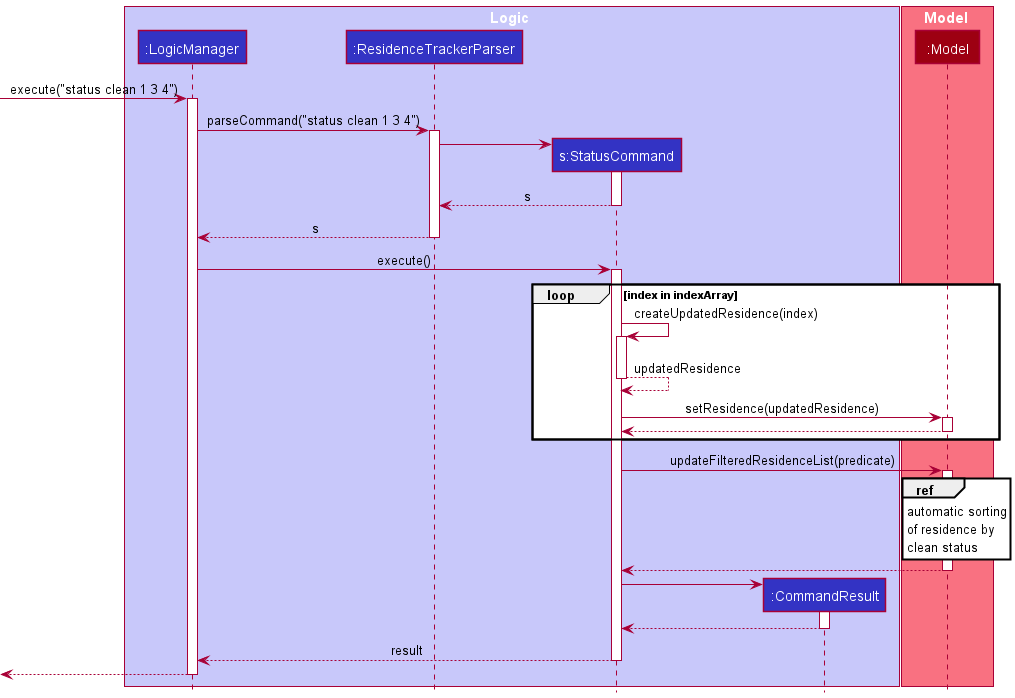 Logic
Model
:LogicManager
:ResidenceTrackerParser
:Model
execute("status clean 1 3 4")
parseCommand("status clean 1 3 4")
s:StatusCommand
s
s
execute()
loop
[index in indexArray]
createUpdatedResidence(index)
updatedResidence
setResidence(updatedResidence)
updateFilteredResidenceList(predicate)
ref
automatic sorting
of residence by
clean status
:CommandResult
result